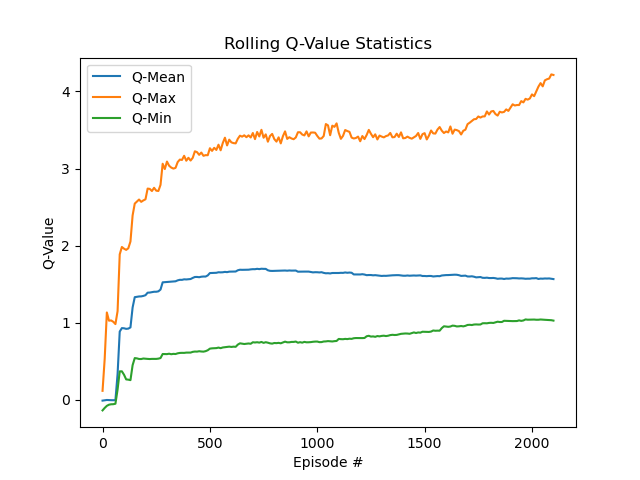 Rolling Q-Value Statistics
Q-Mean
Q-Max
Q-Min
Q-Value
4
3
2
1
0
0
500
1000
1500
2000
Episode #